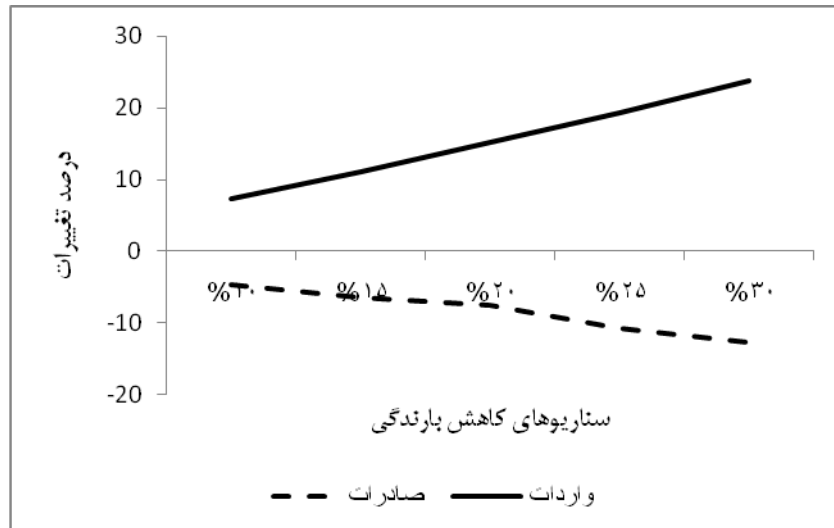 30
20
10
0
-10
-20
درصد تغییرات
%۱۰ %۱۵ %۲۰ %۲۵ %۳۰
سناریوهای کاهش بارندگی
واردات صادرات